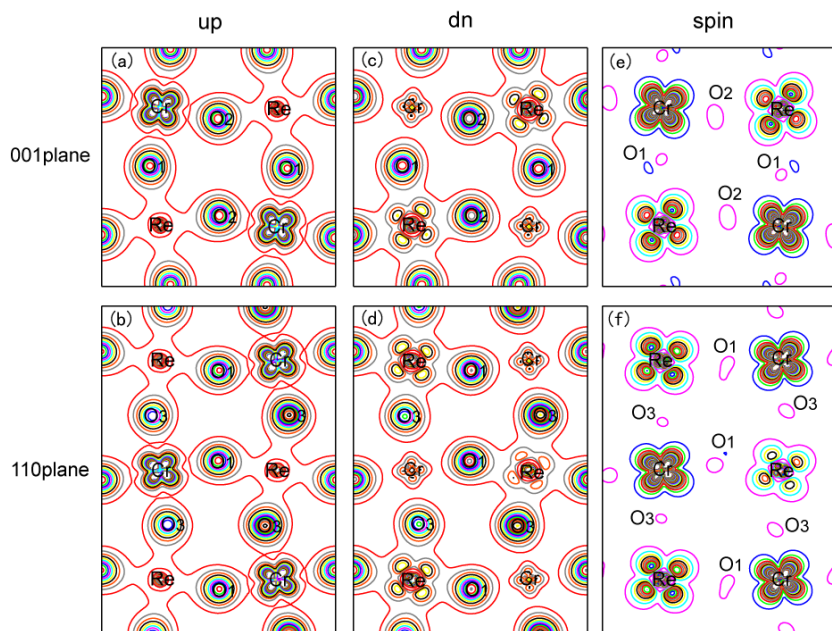 up dn spin
001plane
(a) Cr Re O2 O1 O1 Re O2 Cr
(c) Cr Re O2 O1 O1 Re O2 Cr
(e) O2 Cr Re O1 O1 O2 Re Cr
110plane
(b) Re Cr O1 O3 O3 Cr O1 Re O3 O3 Re O1 Cr
(d) Re Cr O1 O3 O3 Cr O1 Re O3 O3 Re O1 Cr
(f) O1 Re Cr O3 O3 O1 Cr Re O3 O3 O1 Re Cr